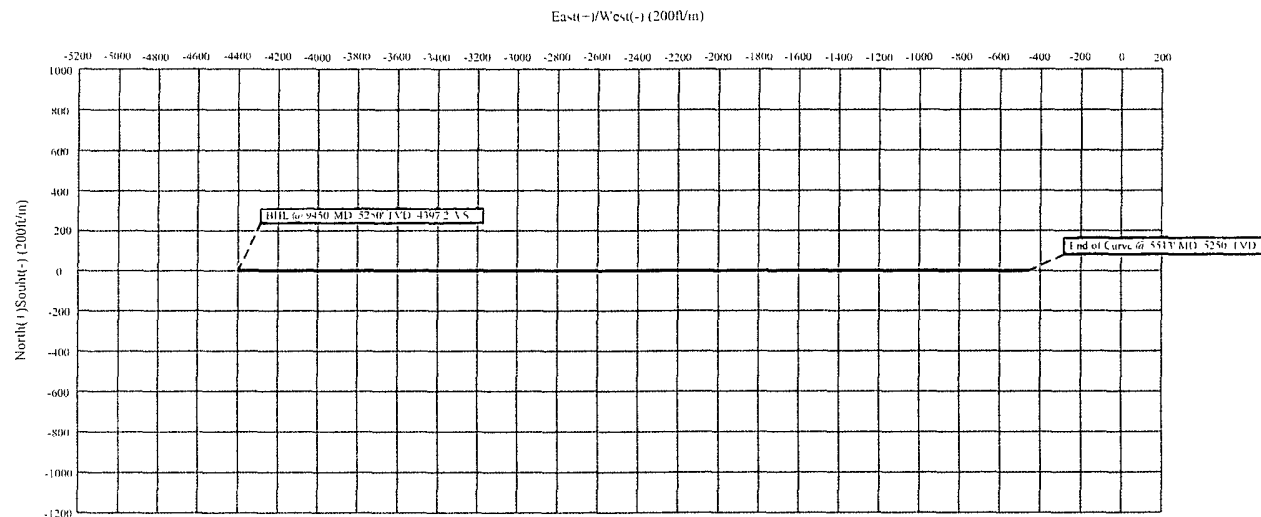 East(+)/West(-) (200ft/in)
-5200 -5000 -4800 -4600 -4400 -4200 -4000 -3800 -3600 -3400 -3200 -3000 -2800 -2600 -2400 -2200 -2000 -1800 -1600 -1400 -1200 -1000 -800 -600 -400 -200 0 200
1000
800
600
400
200
0
-200
-400
-600
-800
-1000
-1200
North(+)Souht(-) (200ft/in)
BHL @ 9450 MD 5250' TVD 4397.2 VS
End of Curve @ 5513' MD 5250 TVD